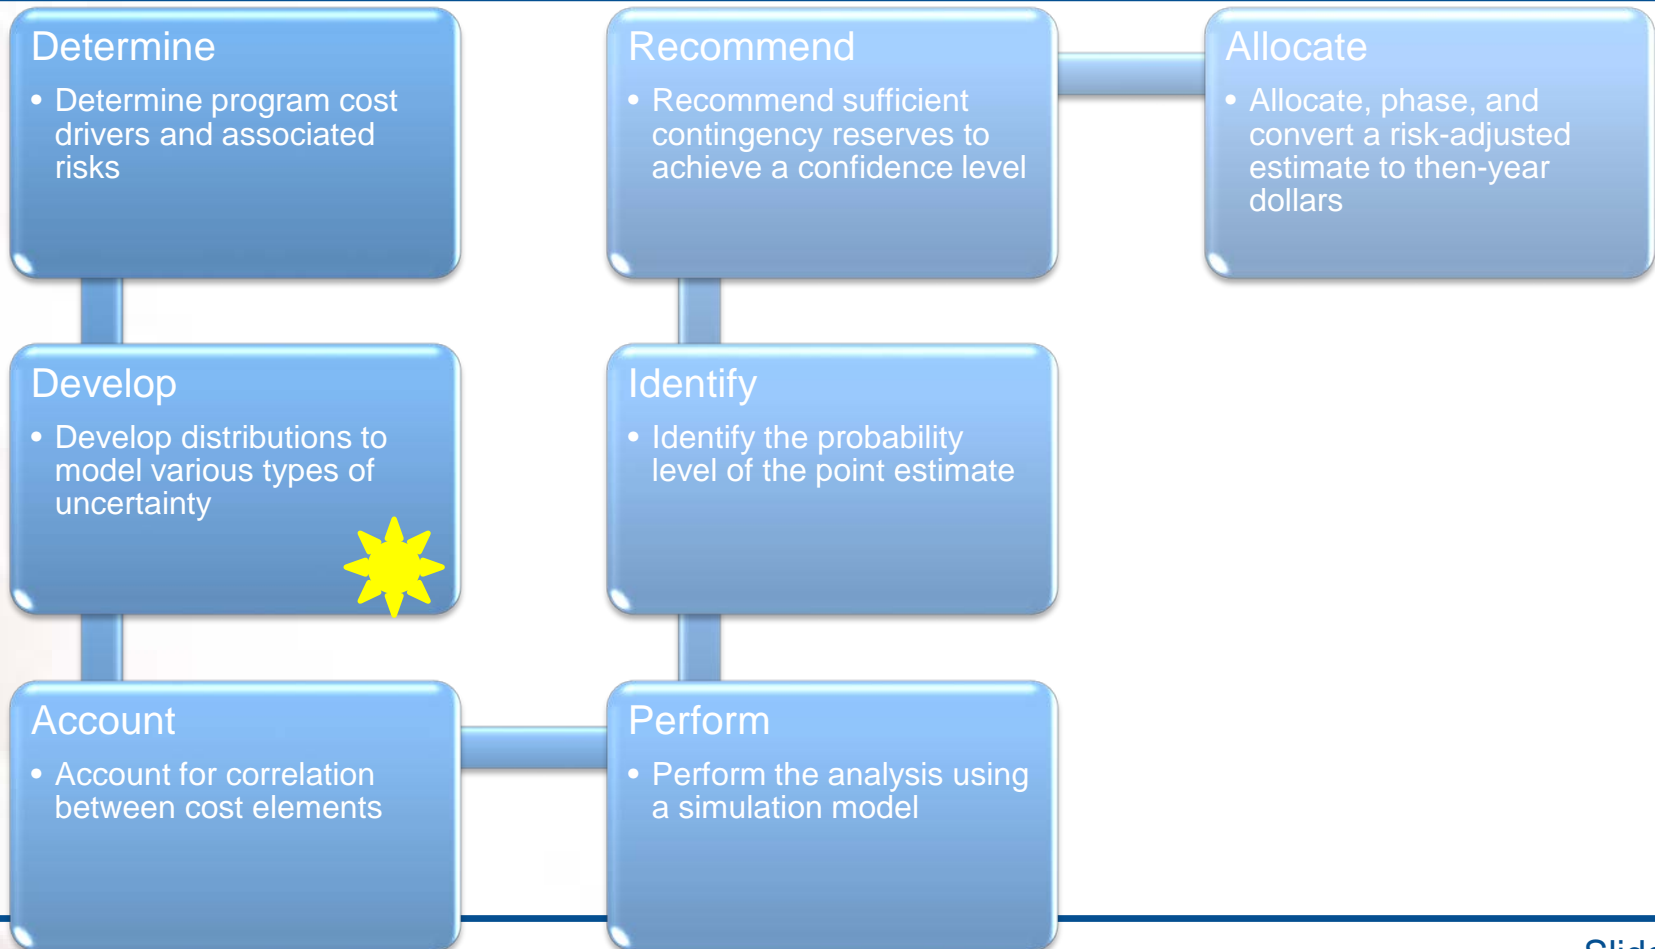 Determine
• Determine program cost
drivers and associated
risks
Develop
• Develop distributions to
model various types of
uncertainty
Account
• Account for correlation
between cost elements
Perform
• Perform the analysis using
a simulation model
Identify
• Identify the probability
level of the point estimate
Recommend
• Recommend sufficient
contingency reserves to
achieve a confidence level
Allocate
• Allocate, phase, and
convert a risk-adjusted
estimate to then-year
dollars
Slide